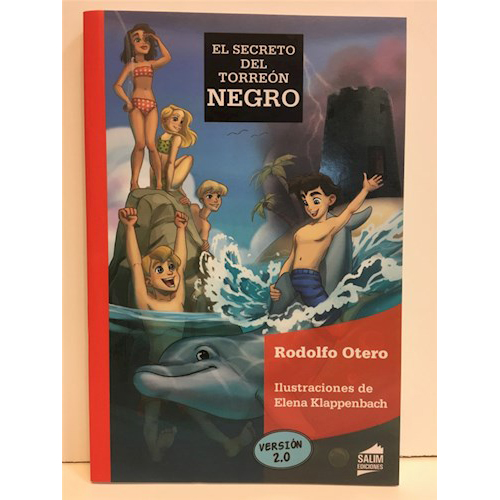 EL SECRETO
DEL
TORREÓN
NEGRO
Rodolfo Otero
Ilustraciones de
Elena Klappenbach
VERSIÓN
2.0
SALIM
EDICIONES